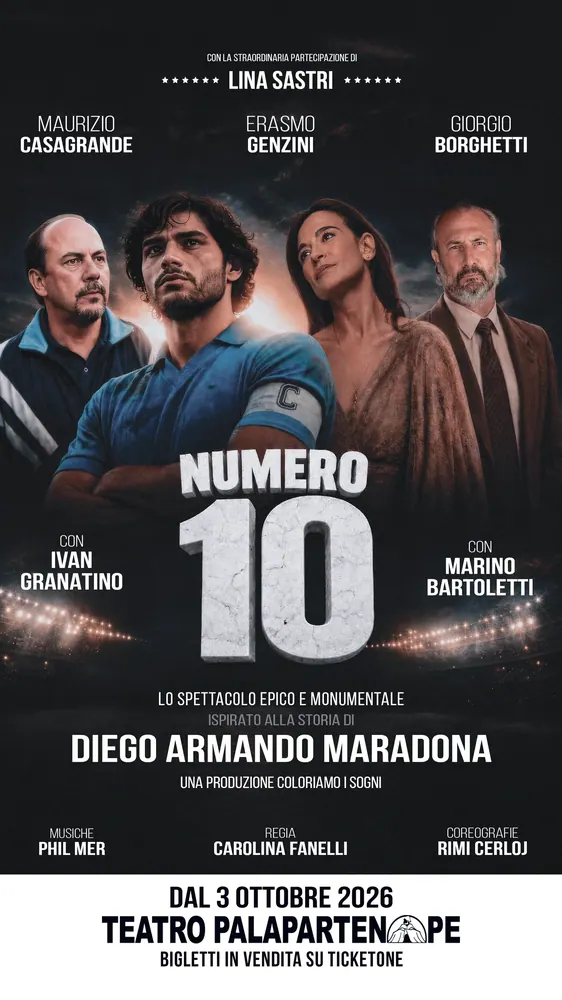 CON LA STRAORDINARIA PARTECIPAZIONE DI
LINA SASTRI
MAURIZIO
CASAGRANDE
ERASMO
GENZINI
GIORGIO
BORGHETTI
C
NUMERO
10
CON
IVAN
GRANATINO
CON
MARINO
BARTOLETTI
LO SPETTACOLO EPICO E MONUMENTALE
ISPIRATO ALLA STORIA DI
DIEGO ARMANDO MARADONA
UNA PRODUZIONE COLORIAMO I SOGNI
MUSICHE
PHIL MER
REGIA
CAROLINA FANELLI
COREOGRAFIE
RIMI CERLOJ
DAL 3 OTTOBRE 2026
TEATRO PALAPARTENOPE
BIGLIETTI IN VENDITA SU TICKETONE